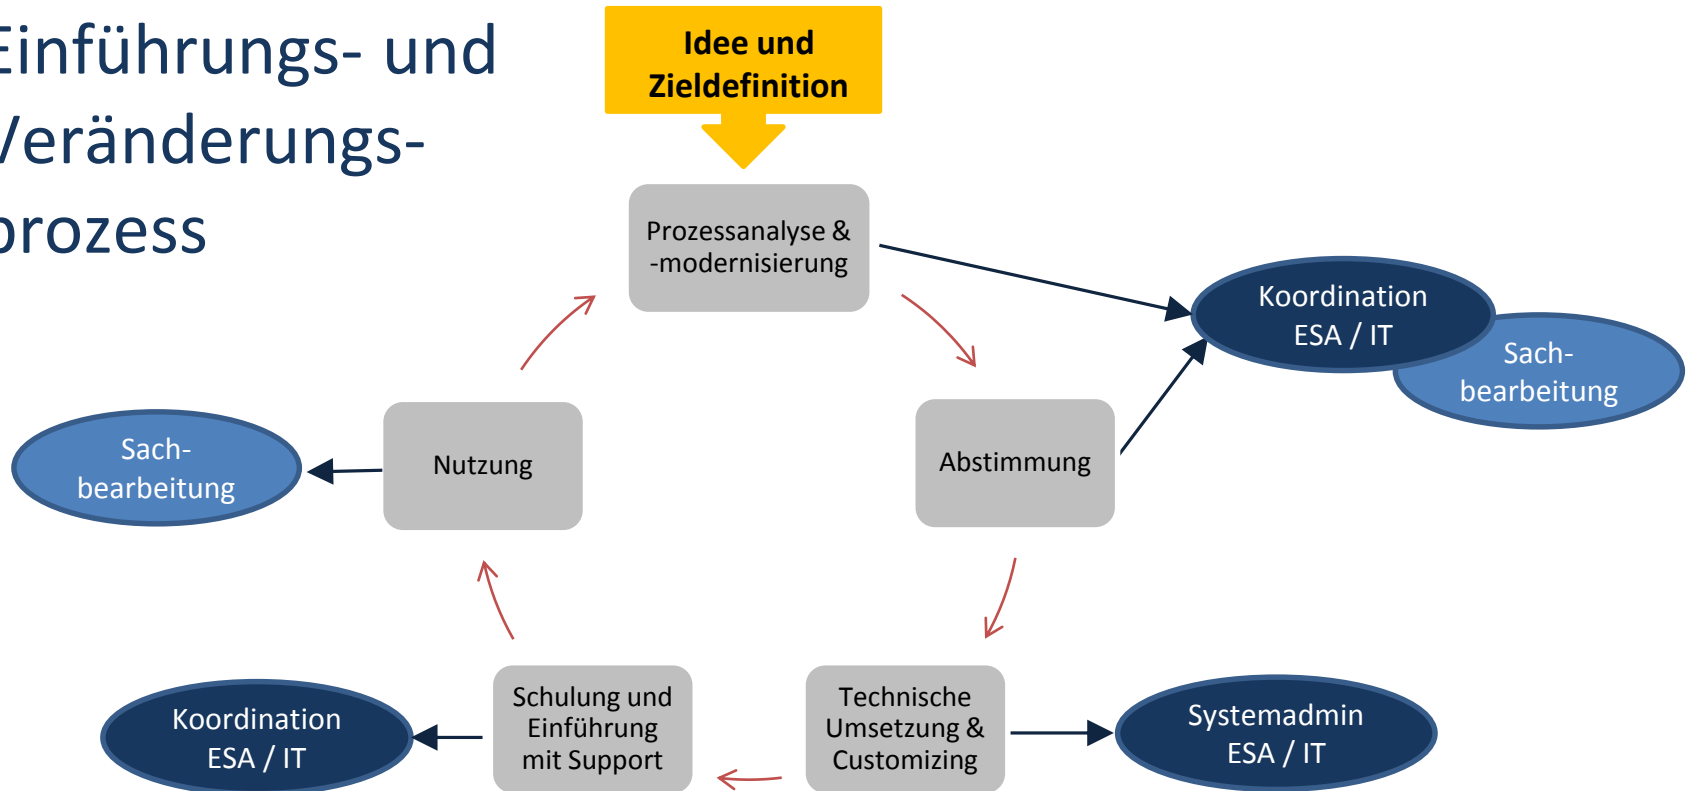 Einführungs- und
Veränderungs-
prozess
Idee und
Zieldefinition
Prozessanalyse &
-modernisierung
Koordination
ESA / IT
Sach-
bearbeitung
Abstimmung
Nutzung
Sach-
bearbeitung
Technische
Umsetzung &
Customizing
Systemadmin
ESA / IT
Schulung und
Einführung
mit Support
Koordination
ESA / IT